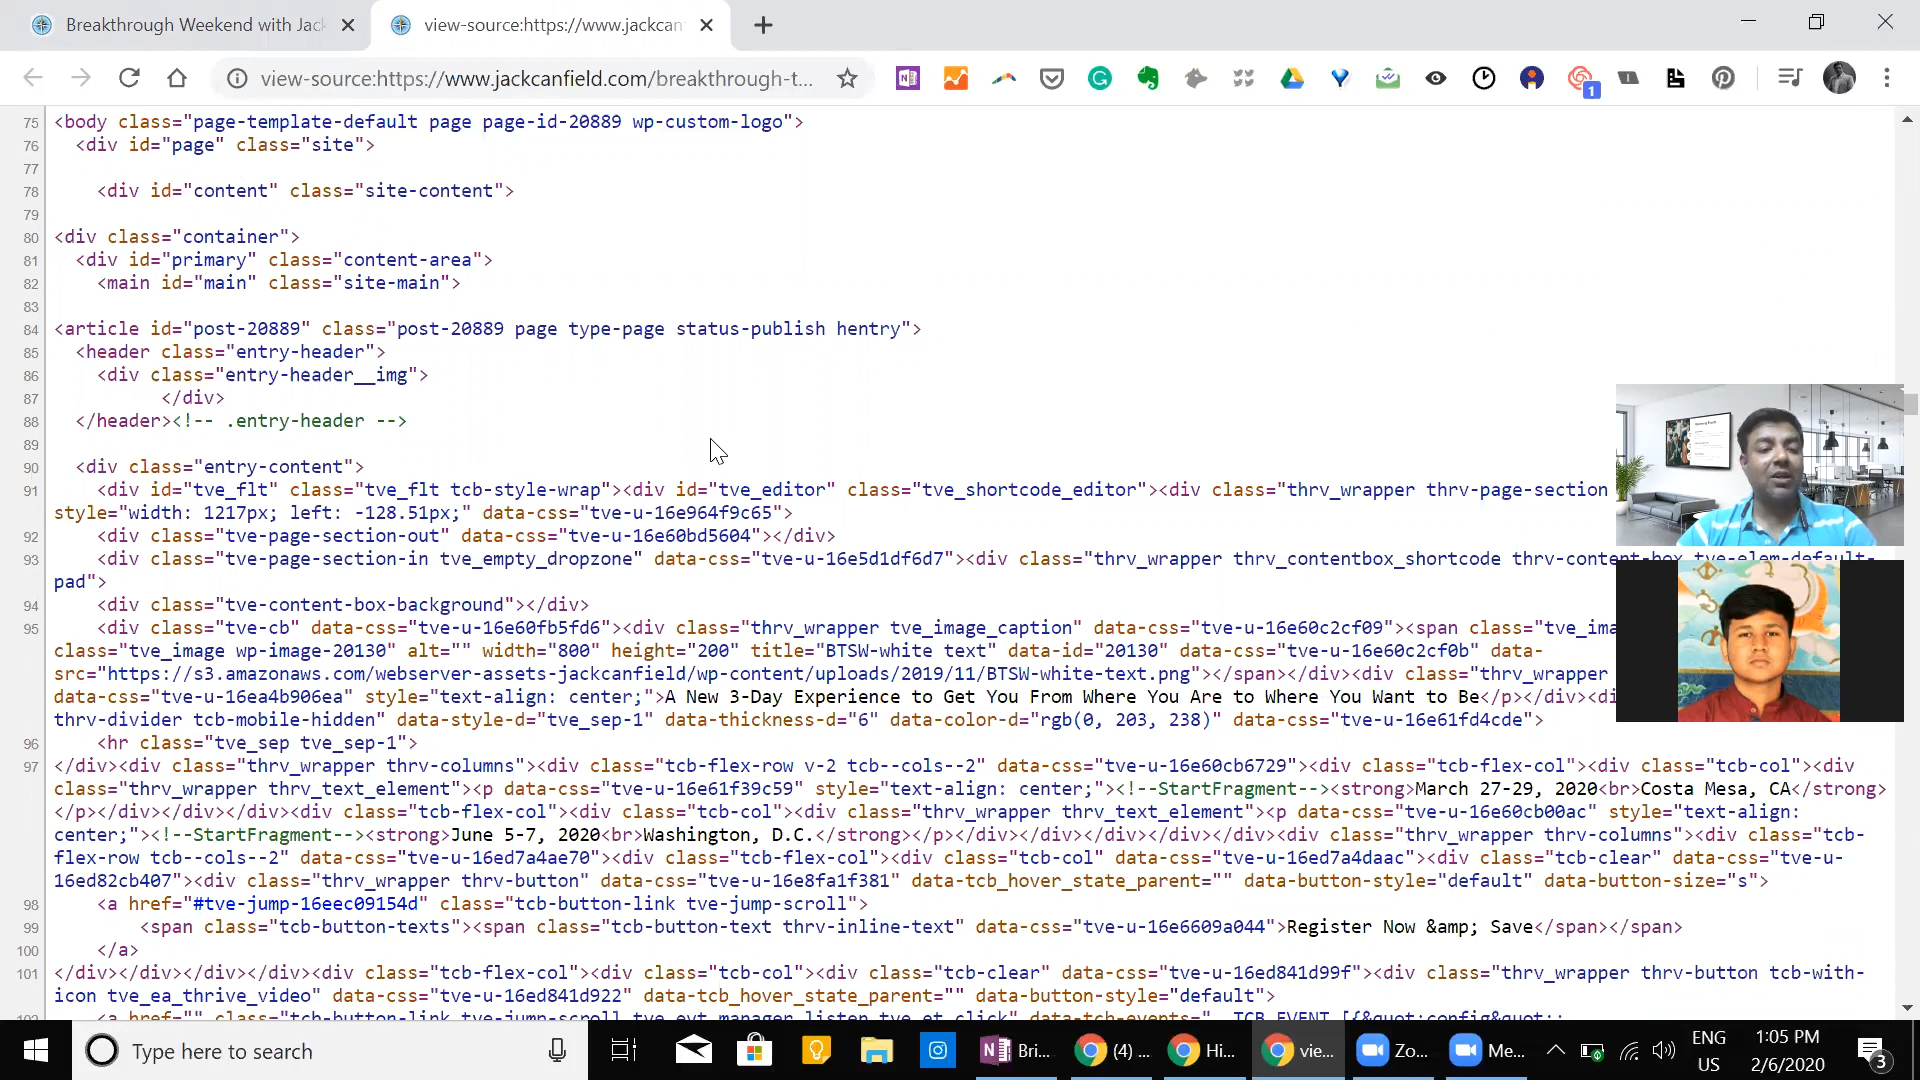 Breakthrough Weekend with Jac
view-source:https://www.jackcan
view-source:https://www.jackcanfield.com/breakthrough-t...
1
75 <body class="page-template-default page page-id-20889 wp-custom-logo">
76 <div id="page" class="site">
77
78 <div id="content" class="site-content">
79
80 <div class="container">
81 <div id="primary" class="content-area">
82 <main id="main" class="site-main">
83
84 <article id="post-20889" class="post-20889 page type-page status-publish hentry">
85 <header class="entry-header">
86 <div class="entry-header__img">
87 </div>
88 </header><!-- .entry-header -->
89
90 <div class="entry-content">
91 <div id="tve_flt" class="tve_flt tcb-style-wrap"><div id="tve_editor" class="tve_shortcode_editor"><div class="thrv_wrapper thrv-page-section
style="width: 1217px; left: -128.51px;" data-css="tve-u-16e964f9c65">
92 <div class="tve-page-section-out" data-css="tve-u-16e60bd5604"></div>
93 <div class="tve-page-section-in tve_empty_dropzone" data-css="tve-u-16e5d1df6d7"><div class="thrv_wrapper thrv_contentbox_shortcode thrv-content-box tve-elem-default-
pad">
94 <div class="tve-content-box-background"></div>
95 <div class="tve-cb" data-css="tve-u-16e60fb5fd6"><div class="thrv_wrapper tve_image_caption" data-css="tve-u-16e60c2cf09"><span class="tve_ima
class="tve_image wp-image-20130" alt="" width="800" height="200" title="BTSW-white text" data-id="20130" data-css="tve-u-16e60c2cf0b" data-
src="https://s3.amazonaws.com/webserver-assets-jackcanfield/wp-content/uploads/2019/11/BTSW-white-text.png"></span></div><div class="thrv_wrapper
data-css="tve-u-16ea4b906ea" style="text-align: center;">A New 3-Day Experience to Get You From Where You Are to Where You Want to Be</p></div><di
thrv-divider tcb-mobile-hidden" data-style-d="tve_sep-1" data-thickness-d="6" data-color-d="rgb(0, 203, 238)" data-css="tve-u-16e61fd4cde">
96 <hr class="tve_sep tve_sep-1">
97 </div><div class="thrv_wrapper thrv-columns"><div class="tcb-flex-row v-2 tcb--cols--2" data-css="tve-u-16e60cb6729"><div class="tcb-flex-col"><div class="tcb-col"><div
class="thrv_wrapper thrv_text_element"><p data-css="tve-u-16e61f39c59" style="text-align: center;"><!--StartFragment--><strong>March 27-29, 2020<br>Costa Mesa, CA</strong>
</p></div></div></div><div class="tcb-flex-col"><div class="tcb-col"><div class="thrv_wrapper thrv_text_element"><p data-css="tve-u-16e60cb00ac" style="text-align:
center;"><!--StartFragment--><strong>June 5-7, 2020<br>Washington, D.C.</strong></p></div></div></div></div></div><div class="thrv_wrapper thrv-columns"><div class="tcb-
flex-row tcb--cols--2" data-css="tve-u-16ed7a4ae70"><div class="tcb-flex-col"><div class="tcb-col" data-css="tve-u-16ed7a4daac"><div class="tcb-clear" data-css="tve-u-
16ed82cb407"><div class="thrv_wrapper thrv-button" data-css="tve-u-16e8fa1f381" data-tcb_hover_state_parent="" data-button-style="default" data-button-size="s">
98 <a href="#tve-jump-16eec09154d" class="tcb-button-link tve-jump-scroll">
99 <span class="tcb-button-texts"><span class="tcb-button-text thrv-inline-text" data-css="tve-u-16e6609a044">Register Now &amp; Save</span></span>
100 </a>
101 </div></div></div></div><div class="tcb-flex-col"><div class="tcb-col"><div class="tcb-clear" data-css="tve-u-16ed841d99f"><div class="thrv_wrapper thrv-button tcb-with-
icon tve_ea_thrive_video" data-css="tve-u-16ed841d922" data-tcb_hover_state_parent="" data-button-style="default">
102 <a href="" class="tcb-button-link tve-jump-scroll tve_evt_manager_listen tve_et_click" data-tcb-events="__TCB_EVENT_[{&quot;config&quot;:
Type here to search
Bri...
(4) ...
Hi...
vie...
Zo...
Me...
ENG
US
1:05 PM
2/6/2020
3